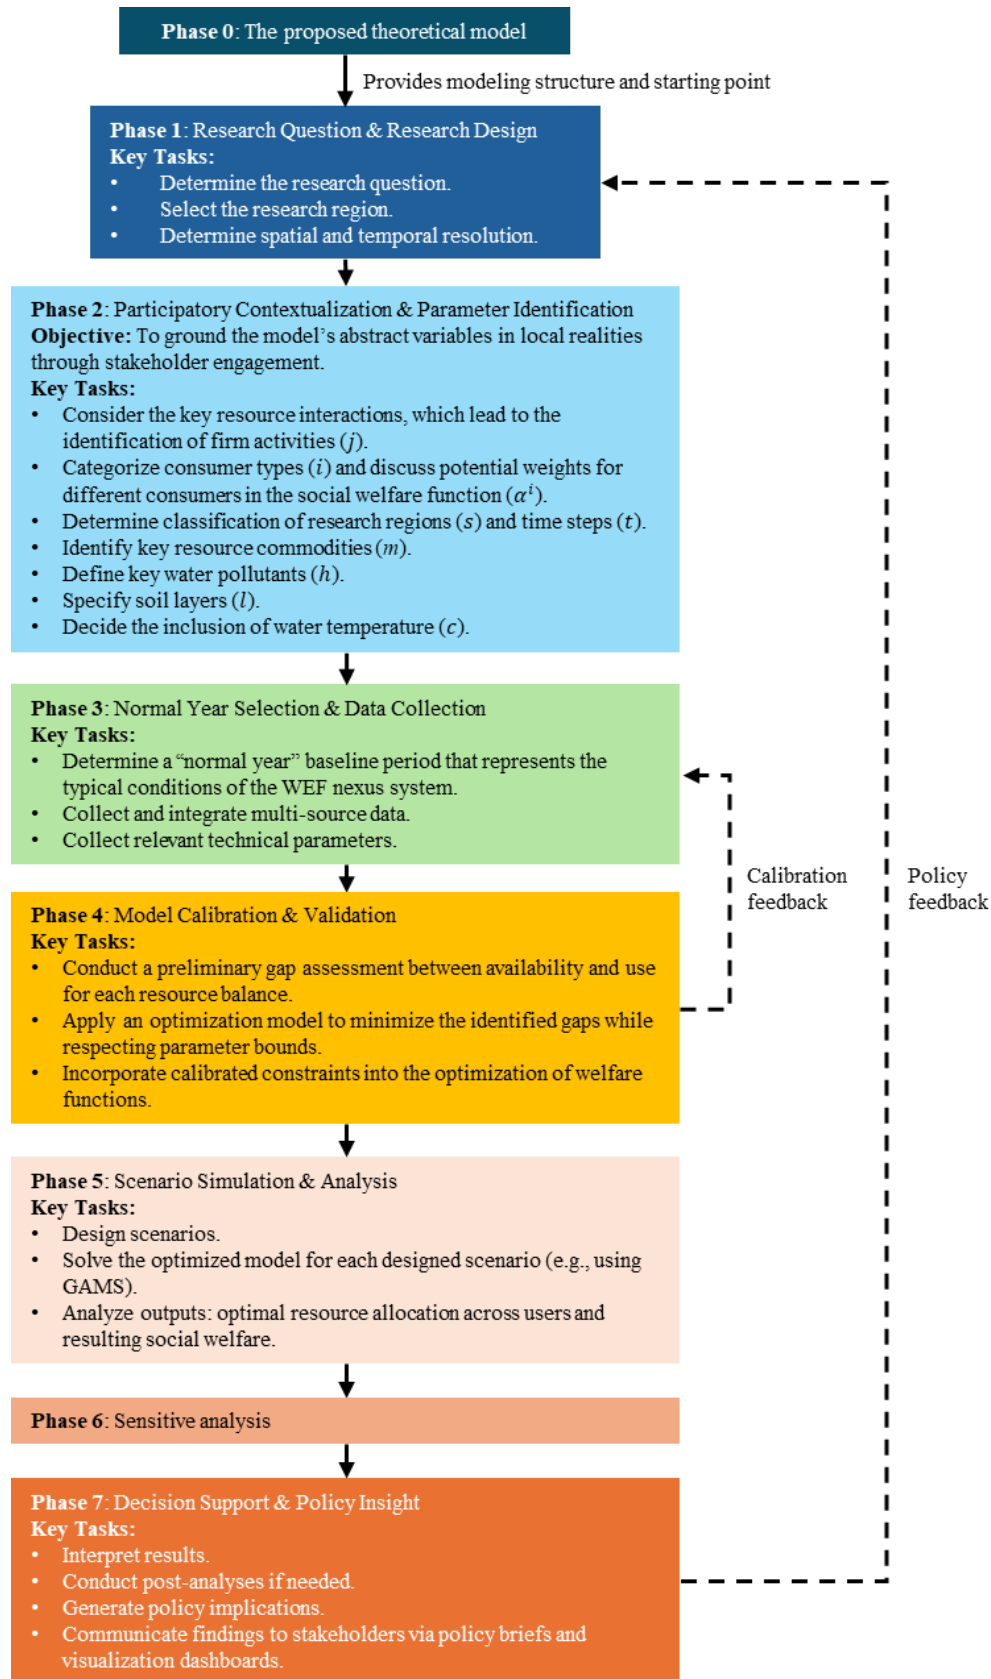 Phase 0: The proposed theoretical model
Provides modeling structure and starting point
Phase 1: Research Question & Research Design
Key Tasks:
• Determine the research question.
• Select the research region.
• Determine spatial and temporal resolution.
Phase 2: Participatory Contextualization & Parameter Identification
Objective: To ground the model's abstract variables in local realities
through stakeholder engagement.
Key Tasks:
• Consider the key resource interactions, which lead to the
identification of firm activities (j).
• Categorize consumer types (i) and discuss potential weights for
different consumers in the social welfare function (αⁱ).
• Determine classification of research regions (s) and time steps (t).
• Identify key resource commodities (m).
• Define key water pollutants (h).
• Specify soil layers (l).
• Decide the inclusion of water temperature (c).
Phase 3: Normal Year Selection & Data Collection
Key Tasks:
• Determine a “normal year” baseline period that represents the
typical conditions of the WEF nexus system.
• Collect and integrate multi-source data.
• Collect relevant technical parameters.
Calibration
feedback
Policy
feedback
Phase 4: Model Calibration & Validation
Key Tasks:
• Conduct a preliminary gap assessment between availability and use
for each resource balance.
• Apply an optimization model to minimize the identified gaps while
respecting parameter bounds.
• Incorporate calibrated constraints into the optimization of welfare
functions.
Phase 5: Scenario Simulation & Analysis
Key Tasks:
• Design scenarios.
• Solve the optimized model for each designed scenario (e.g., using
GAMS).
• Analyze outputs: optimal resource allocation across users and
resulting social welfare.
Phase 6: Sensitive analysis
Phase 7: Decision Support & Policy Insight
Key Tasks:
• Interpret results.
• Conduct post-analyses if needed.
• Generate policy implications.
• Communicate findings to stakeholders via policy briefs and
visualization dashboards.